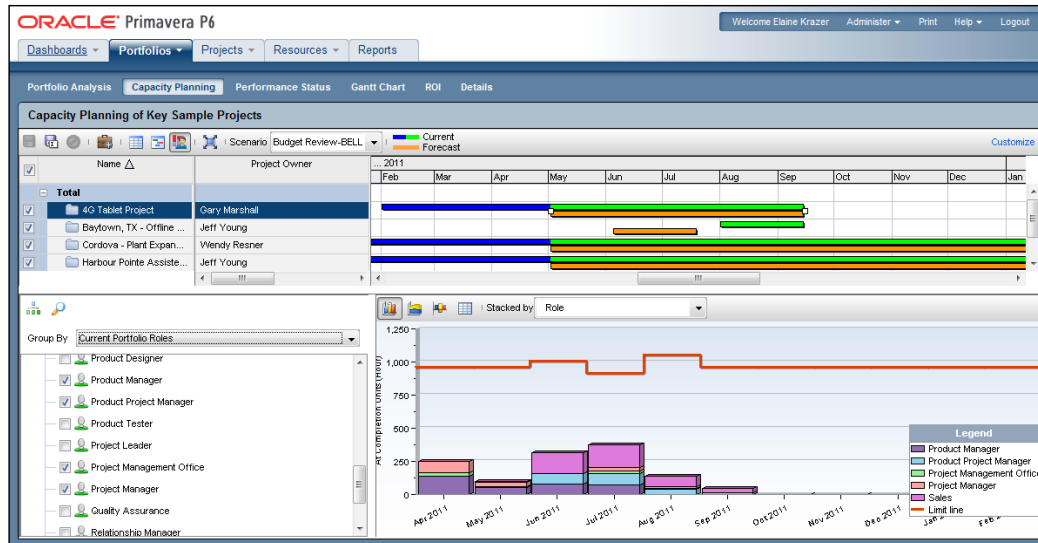 ORACLE Primavera P6
Welcome Elaine Krazer Administer Print Help Logout
Dashboards Portfolios Projects Resources Reports
Portfolio Analysis Capacity Planning Performance Status Gantt Chart ROI Details
Capacity Planning of Key Sample Projects
Scenario Budget Review-BELL Current Forecast Customize
Name Project Owner ... 2011
Feb Mar Apr May Jun Jul Aug Sep Oct Nov Dec Jan
Total
4G Tablet Project Gary Marshall
Baytown, TX - Offline ... Jeff Young
Cordova - Plant Expan... Wendy Resner
Harbour Pointe Assiste... Jeff Young
Group By Current Portfolio Roles
Product Designer
Product Manager
Product Project Manager
Product Tester
Project Leader
Project Management Office
Project Manager
Quality Assurance
Relationship Manager
Stacked by Role
At Completion Units (Hour)
1,250
1,000
750
500
250
0
Apr 2011 May 2011 Jun 2011 Jul 2011 Aug 2011 Sep 2011 Oct 2011 Nov 2011 Dec 2011 Jan 2011 Feb 2011
Legend
Product Manager
Product Project Manager
Project Management Office
Project Manager
Sales
Limit line